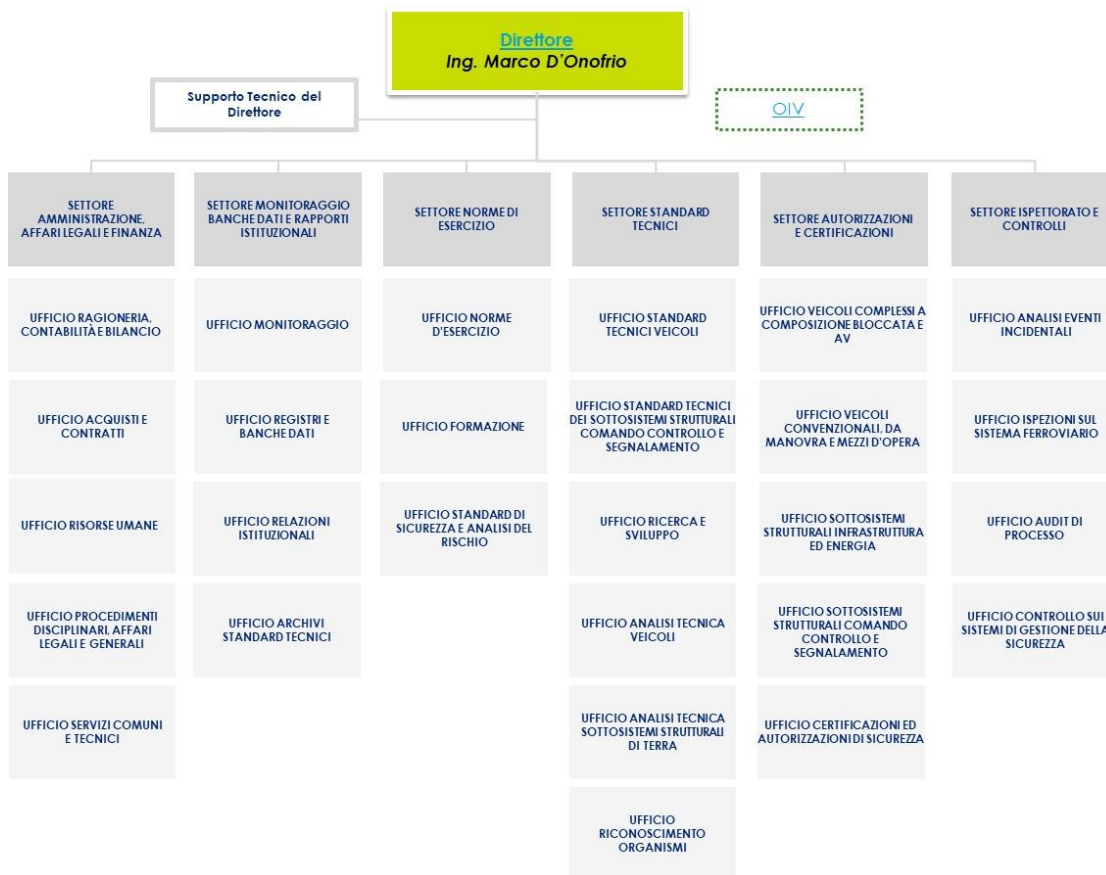 Direttore
Ing. Marco D'Onofrio
Supporto Tecnico del
Direttore
OIV
SETTORE
AMMINISTRAZIONE,
AFFARI LEGALI E FINANZA
UFFICIO RAGIONERIA,
CONTABILITÀ E BILANCIO
UFFICIO ACQUISTI E
CONTRATTI
UFFICIO RISORSE UMANE
UFFICIO PROCEDIMENTI
DISCIPLINARI, AFFARI
LEGALI E GENERALI
UFFICIO SERVIZI COMUNI
E TECNICI
SETTORE MONITORAGGIO
BANCHE DATI E RAPPORTI
ISTITUZIONALI
UFFICIO MONITORAGGIO
UFFICIO REGISTRI E
BANCHE DATI
UFFICIO RELAZIONI
ISTITUZIONALI
UFFICIO ARCHIVI
STANDARD TECNICI
SETTORE NORME DI
ESERCIZIO
UFFICIO NORME
D'ESERCIZIO
UFFICIO FORMAZIONE
UFFICIO STANDARD DI
SICUREZZA E ANALISI DEL
RISCHIO
SETTORE STANDARD
TECNICI
UFFICIO STANDARD
TECNICI VEICOLI
UFFICIO STANDARD TECNICI
DEI SOTTOSISTEMI STRUTTURALI
COMANDO CONTROLLO E
SEGNALAMENTO
UFFICIO RICERCA E
SVILUPPO
UFFICIO ANALISI TECNICA
VEICOLI
UFFICIO ANALISI TECNICA
SOTTOSISTEMI STRUTTURALI
DI TERRA
UFFICIO
RICONOSCIMENTO
ORGANISMI
SETTORE AUTORIZZAZIONI
E CERTIFICAZIONI
UFFICIO VEICOLI COMPLESSI A
COMPOSIZIONE BLOCCATA E
AV
UFFICIO VEICOLI
CONVENZIONALI, DA
MANOVRA E MEZZI D'OPERA
UFFICIO SOTTOSISTEMI
STRUTTURALI INFRASTRUTTURA
ED ENERGIA
UFFICIO SOTTOSISTEMI
STRUTTURALI COMANDO
CONTROLLO E
SEGNALAMENTO
UFFICIO CERTIFICAZIONI ED
AUTORIZZAZIONI DI SICUREZZA
SETTORE ISPETTORATO E
CONTROLLI
UFFICIO ANALISI EVENTI
INCIDENTALI
UFFICIO ISPEZIONI SUL
SISTEMA FERROVIARIO
UFFICIO AUDIT DI
PROCESSO
UFFICIO CONTROLLO SUI
SISTEMI DI GESTIONE DELLA
SICUREZZA